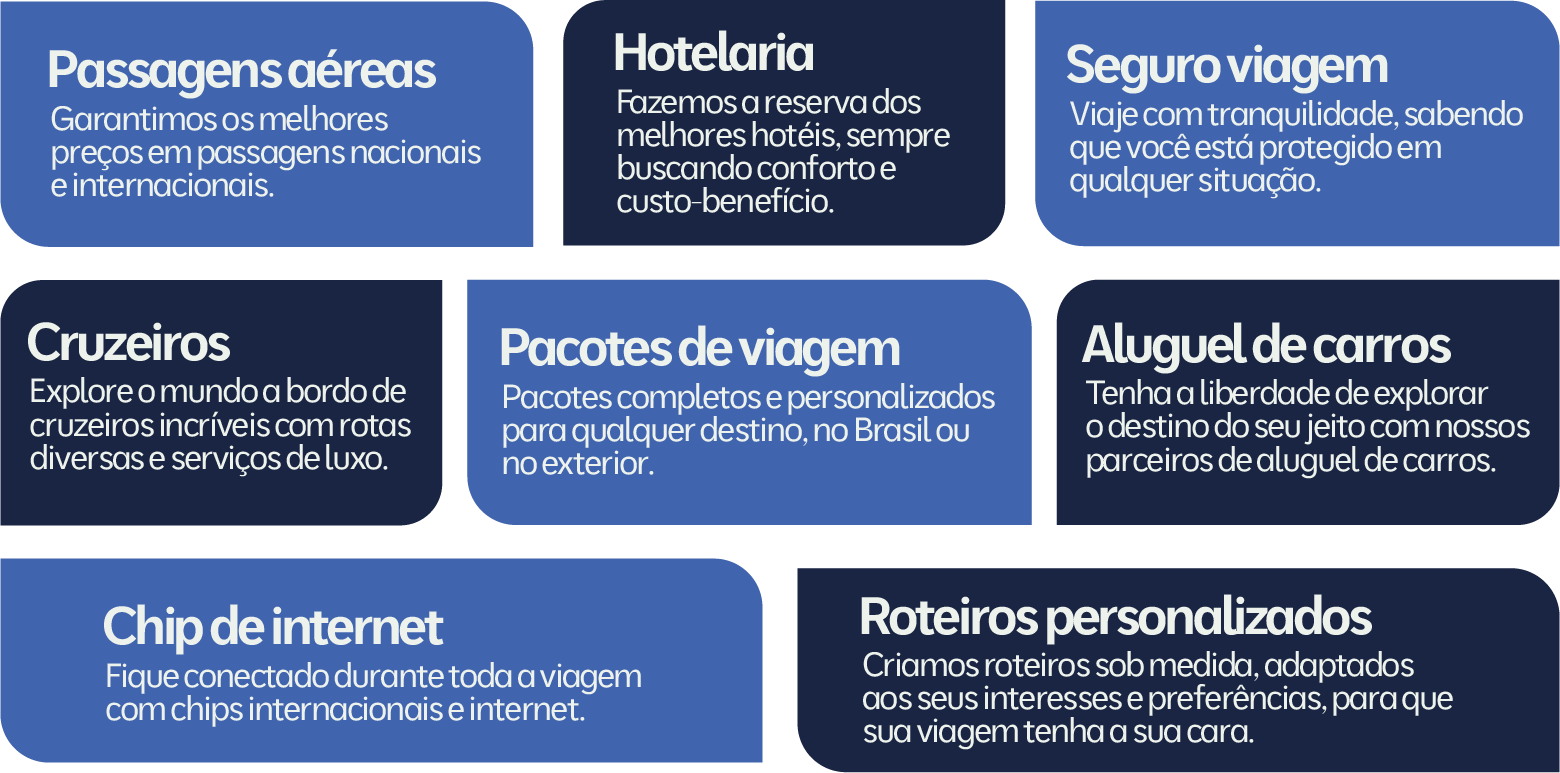 Passagens aéreas
Garantimos os melhores
preços em passagens nacionais
e internacionais.
Hotelaria
Fazemos a reserva dos
melhores hotéis, sempre
buscando conforto e
custo-benefício.
Seguro viagem
Viaje com tranquilidade, sabendo
que você está protegido em
qualquer situação.
Cruzeiros
Explore o mundo a bordo de
cruzeiros incríveis com rotas
diversas e serviços de luxo.
Pacotes de viagem
Pacotes completos e personalizados
para qualquer destino, no Brasil ou
no exterior.
Aluguel de carros
Tenha a liberdade de explorar
o destino do seu jeito com nossos
parceiros de aluguel de carros.
Chip de internet
Fique conectado durante toda a viagem
com chips internacionais e internet.
Roteiros personalizados
Criamos roteiros sob medida, adaptados
aos seus interesses e preferências, para que
sua viagem tenha a sua cara.